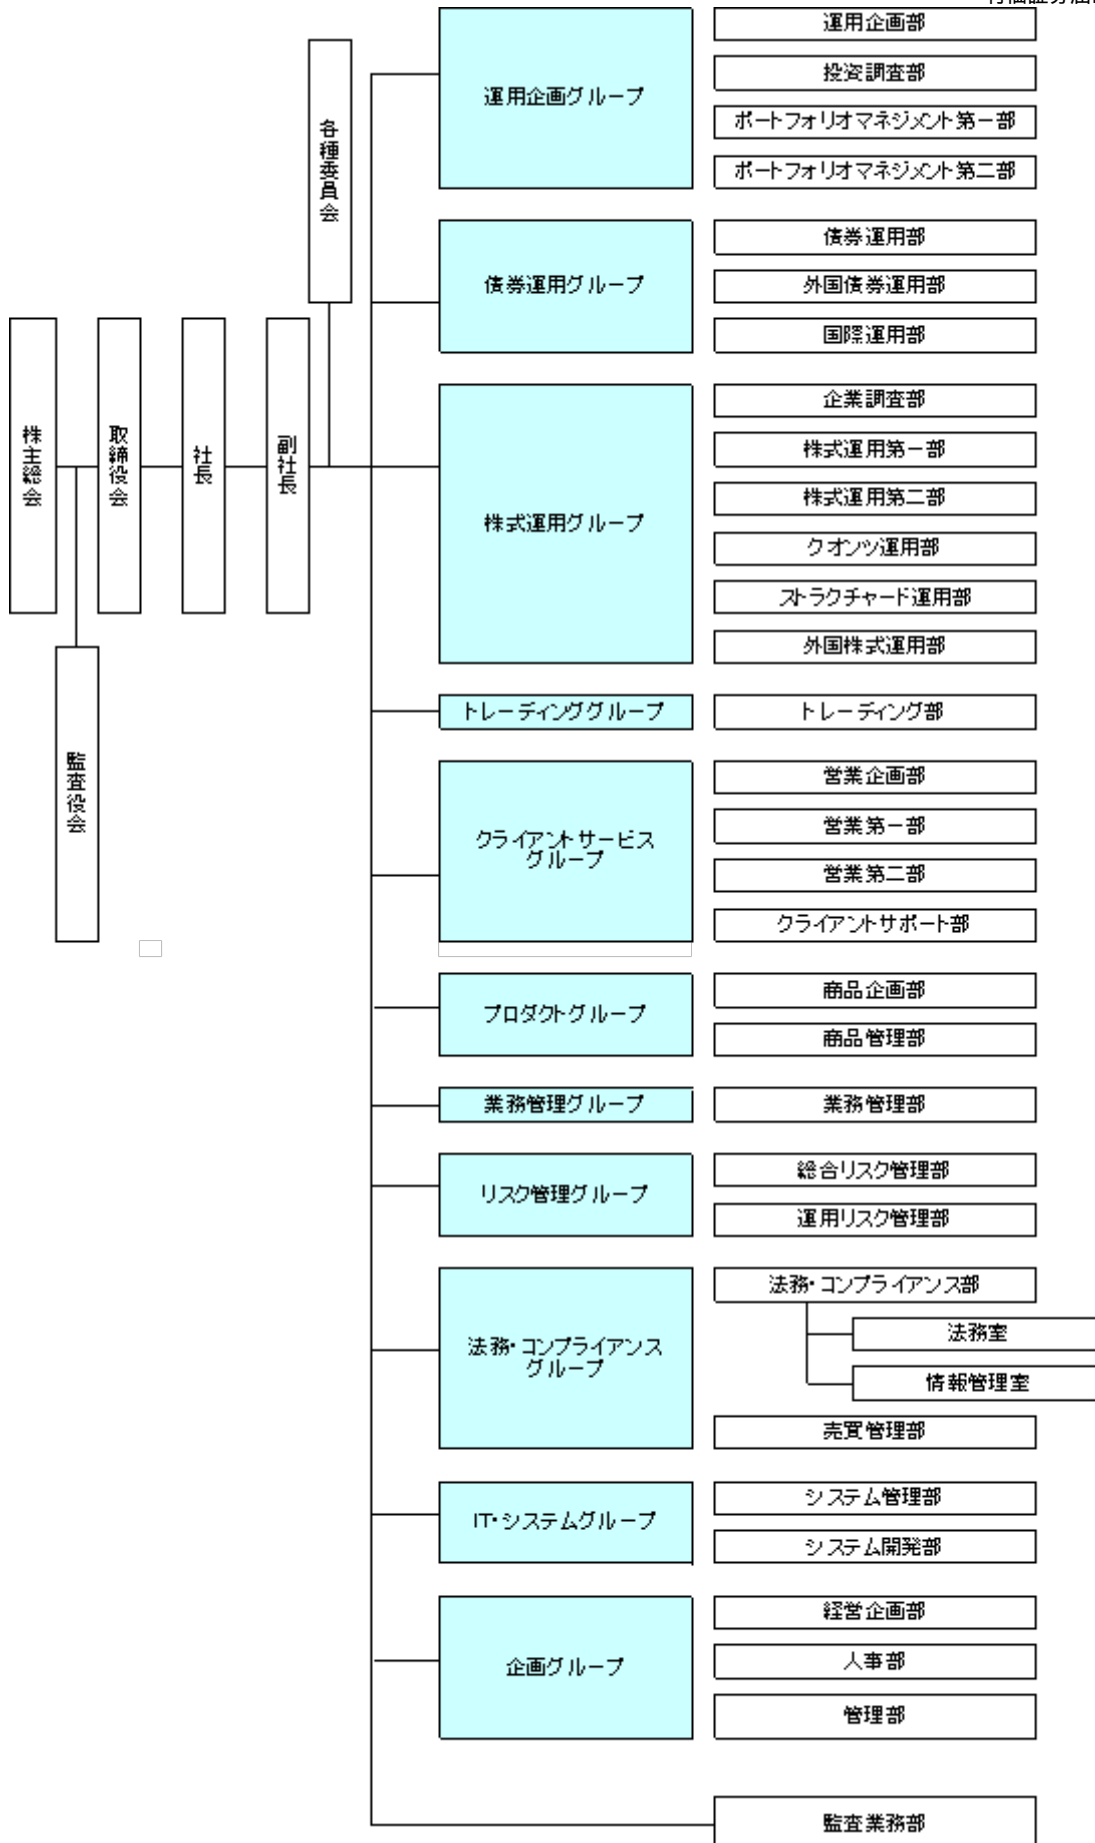 運用企画部
運用企画グループ
投資調査部
ポートフォリオマネジメント第一部
ポートフォリオマネジメント第二部
各種委員会
債券運用グループ
債券運用部
外国債券運用部
国際運用部
株主総会
取締役会
社長
副社長
監査役会
株式運用グループ
企業調査部
株式運用第一部
株式運用第二部
クオンツ運用部
ストラクチャード運用部
外国株式運用部
トレーディンググループ
トレーディング部
クライアントサービス
グループ
営業企画部
営業第一部
営業第二部
クライアントサポート部
プロダクトグループ
商品企画部
商品管理部
業務管理グループ
業務管理部
リスク管理グループ
総合リスク管理部
運用リスク管理部
法務・コンプライアンス
グループ
法務・コンプライアンス部
法務室
情報管理室
売買管理部
IT・システムグループ
システム管理部
システム開発部
企画グループ
経営企画部
人事部
管理部
監査業務部